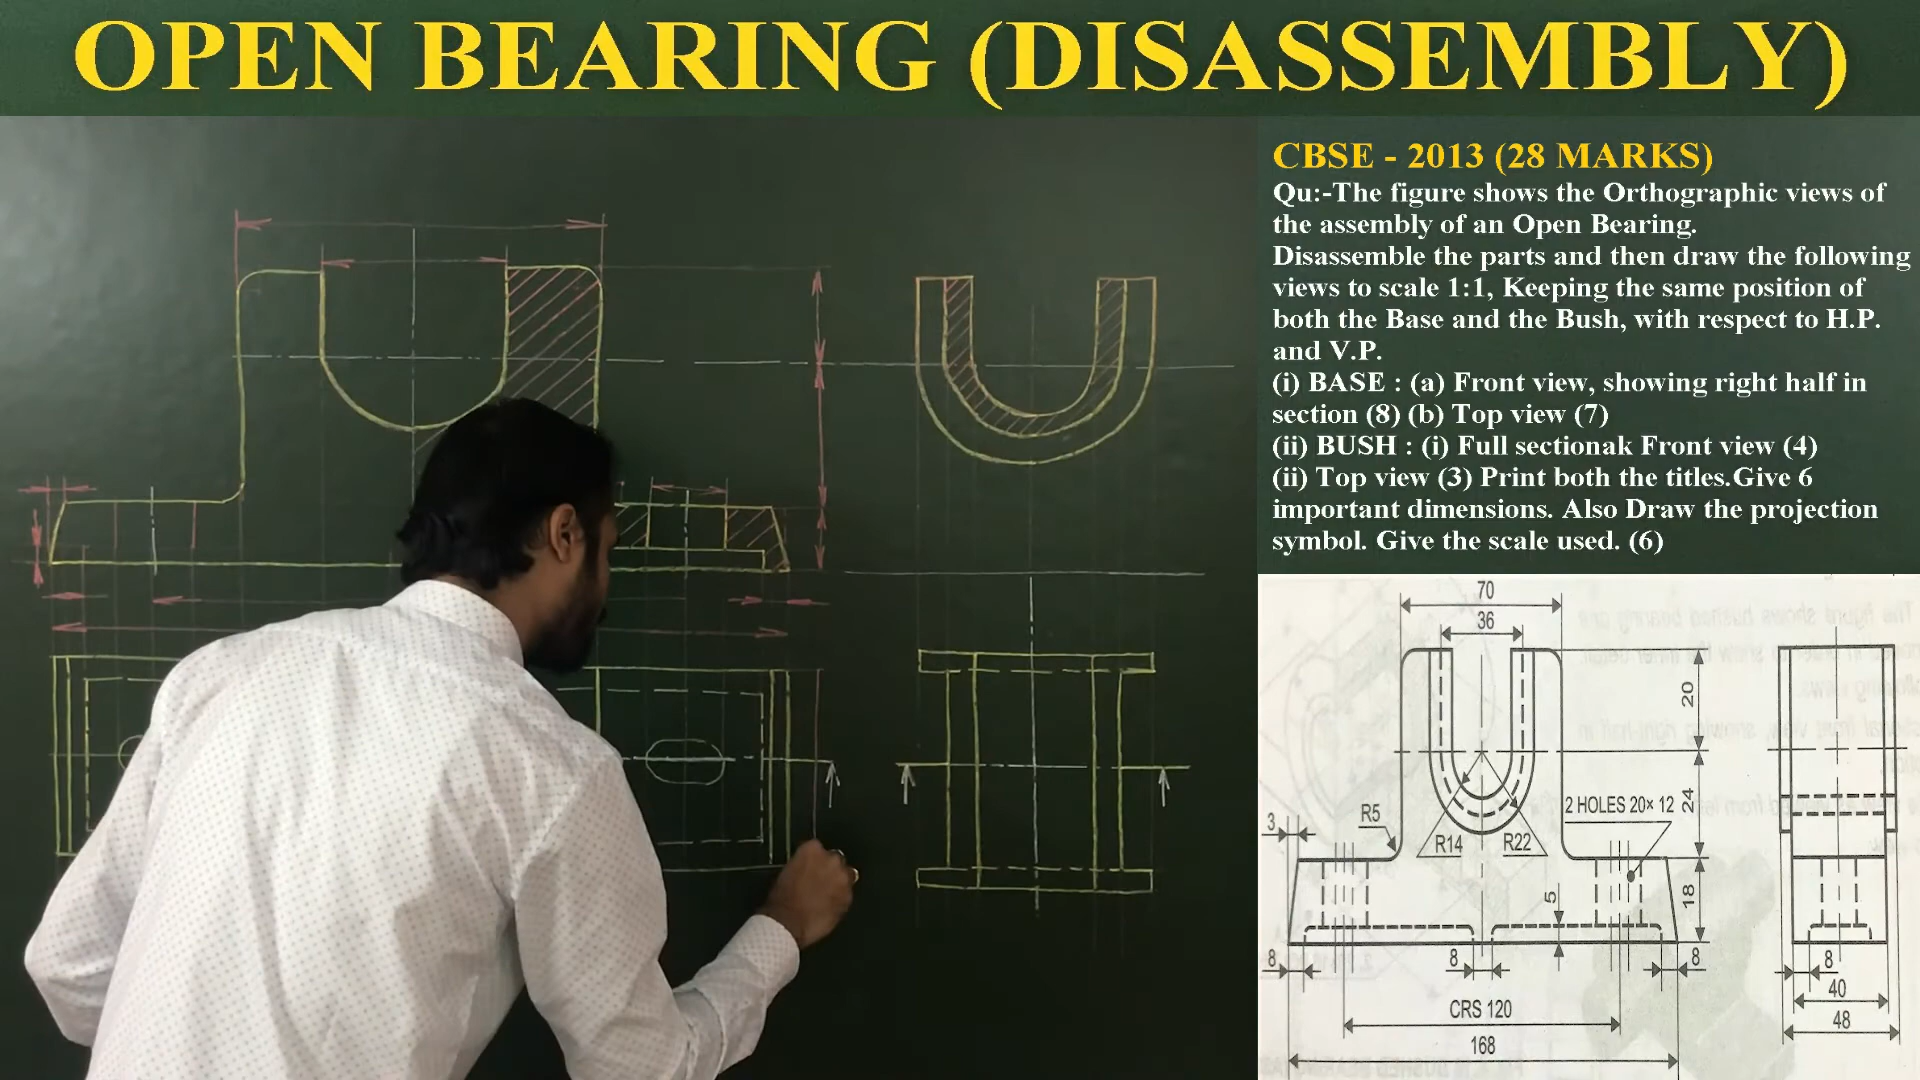 OPEN BEARING (DISASSEMBLY)
CBSE - 2013 (28 MARKS)
Qu:-The figure shows the Orthographic views of
the assembly of an Open Bearing.
Disassemble the parts and then draw the following
views to scale 1:1, Keeping the same position of
both the Base and the Bush, with respect to H.P.
and V.P.
(i) BASE : (a) Front view, showing right half in
section (8) (b) Top view (7)
(ii) BUSH : (i) Full sectionak Front view (4)
(ii) Top view (3) Print both the titles.Give 6
important dimensions. Also Draw the projection
symbol. Give the scale used. (6)
70
36
20
2 HOLES 20× 12
24
R5
3
R14
R22
5
18
8
8
8
8
40
CRS 120
48
168